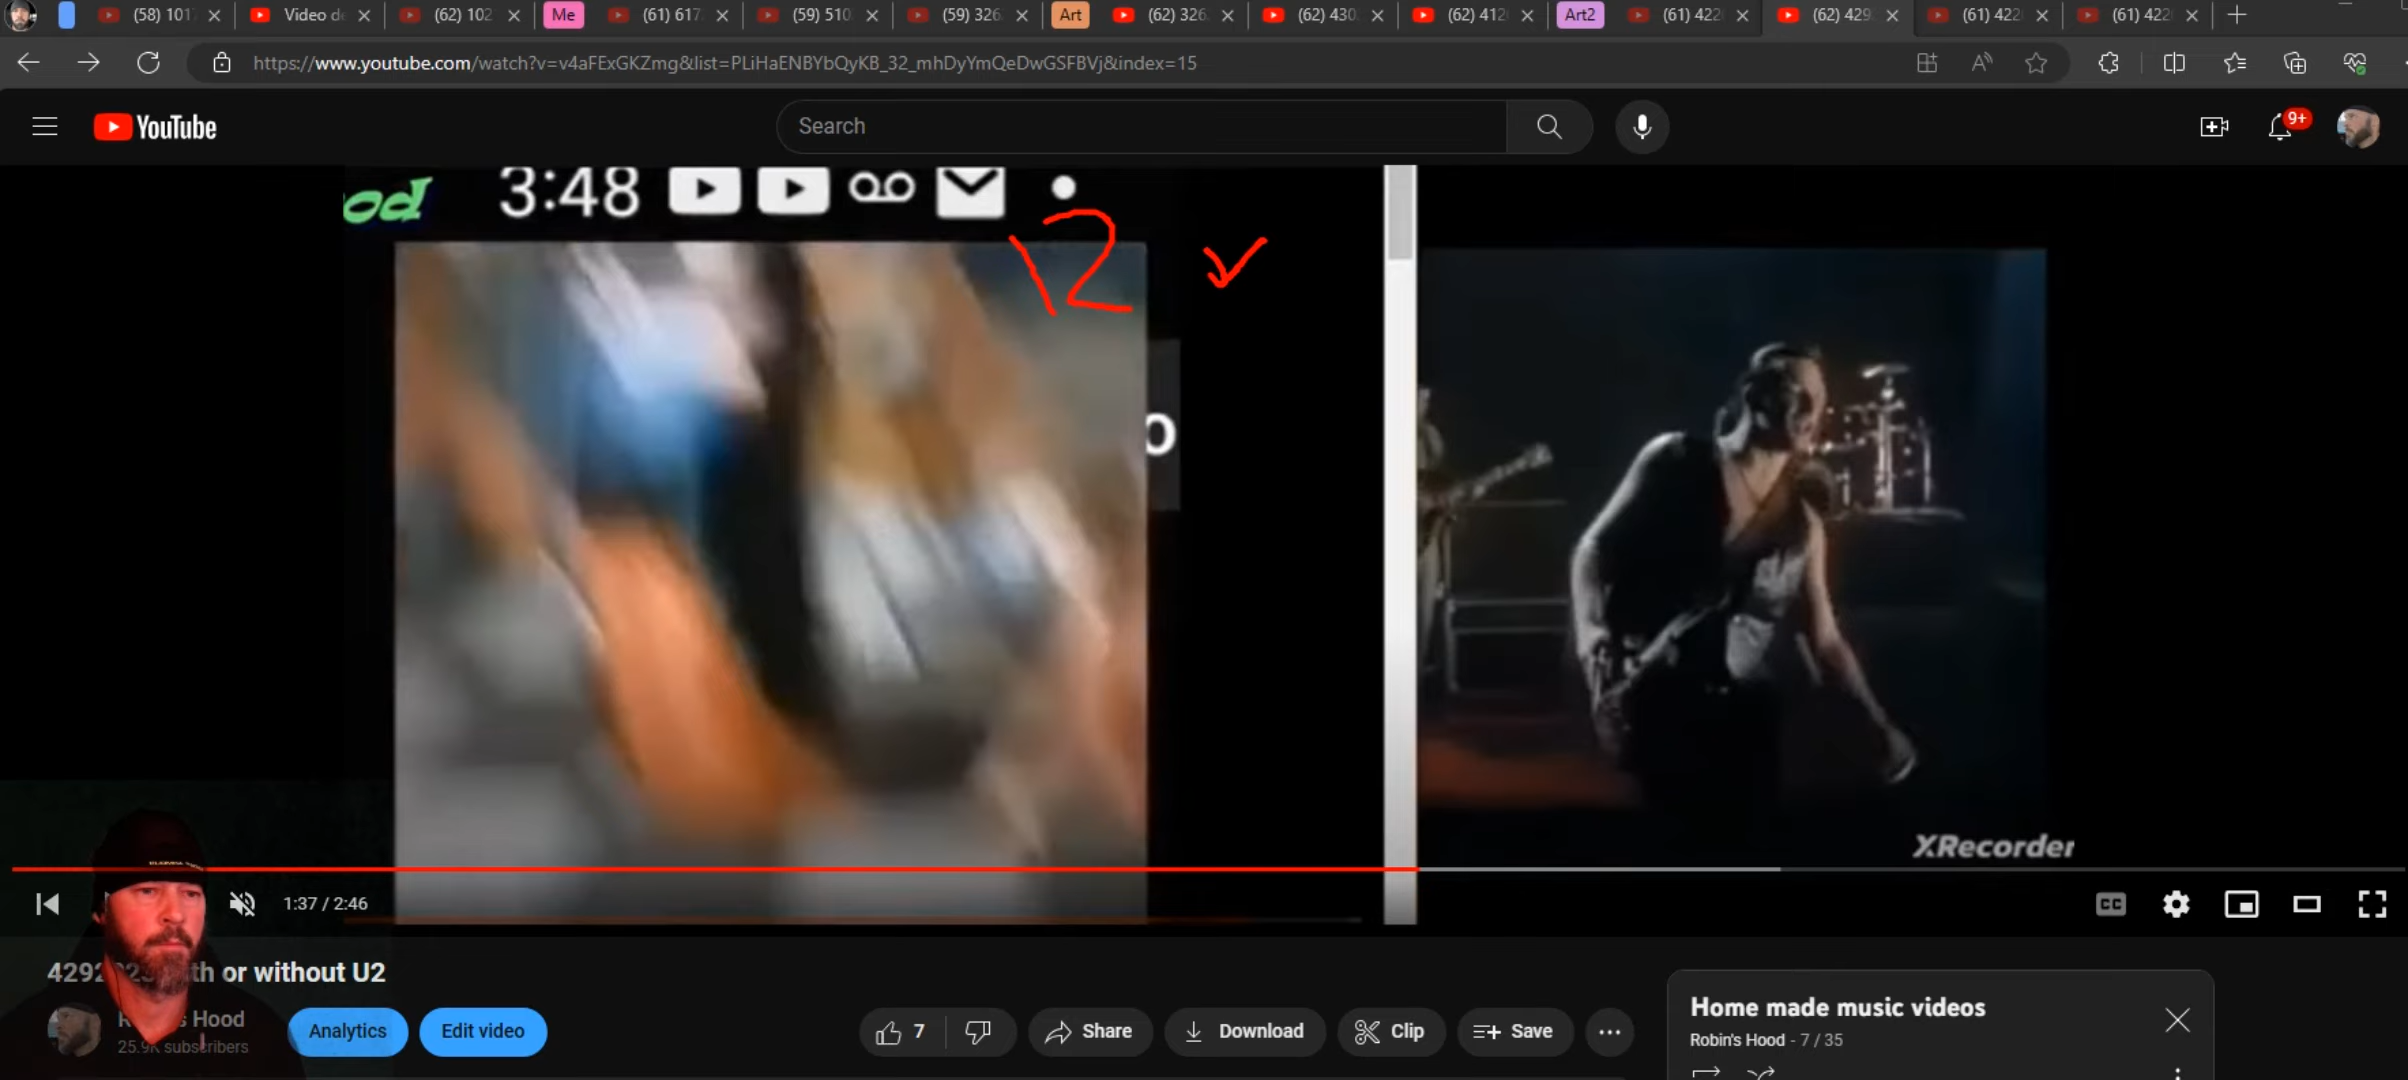 (58) 101
Video de
(62) 102
Me
(61) 617
(59) 510
(59) 326
Art
(62) 326
(62) 430
(62) 412
Art2
(61) 422
(62) 429
(61) 422
(61) 422
https://www.youtube.com/watch?v=v4aFExGKZmg&list=PLiHaENBYbQyKB_32_mhDyYmQeDwGSFBVj&index=15
YouTube
Search
9+
od
3:48
12
XRecorder
1:37 / 2:46
CC
or without U2
Hood
25.9K subscribers
Analytics
Edit video
7
Share
Download
Clip
Save
Home made music videos
Robin's Hood - 7 / 35